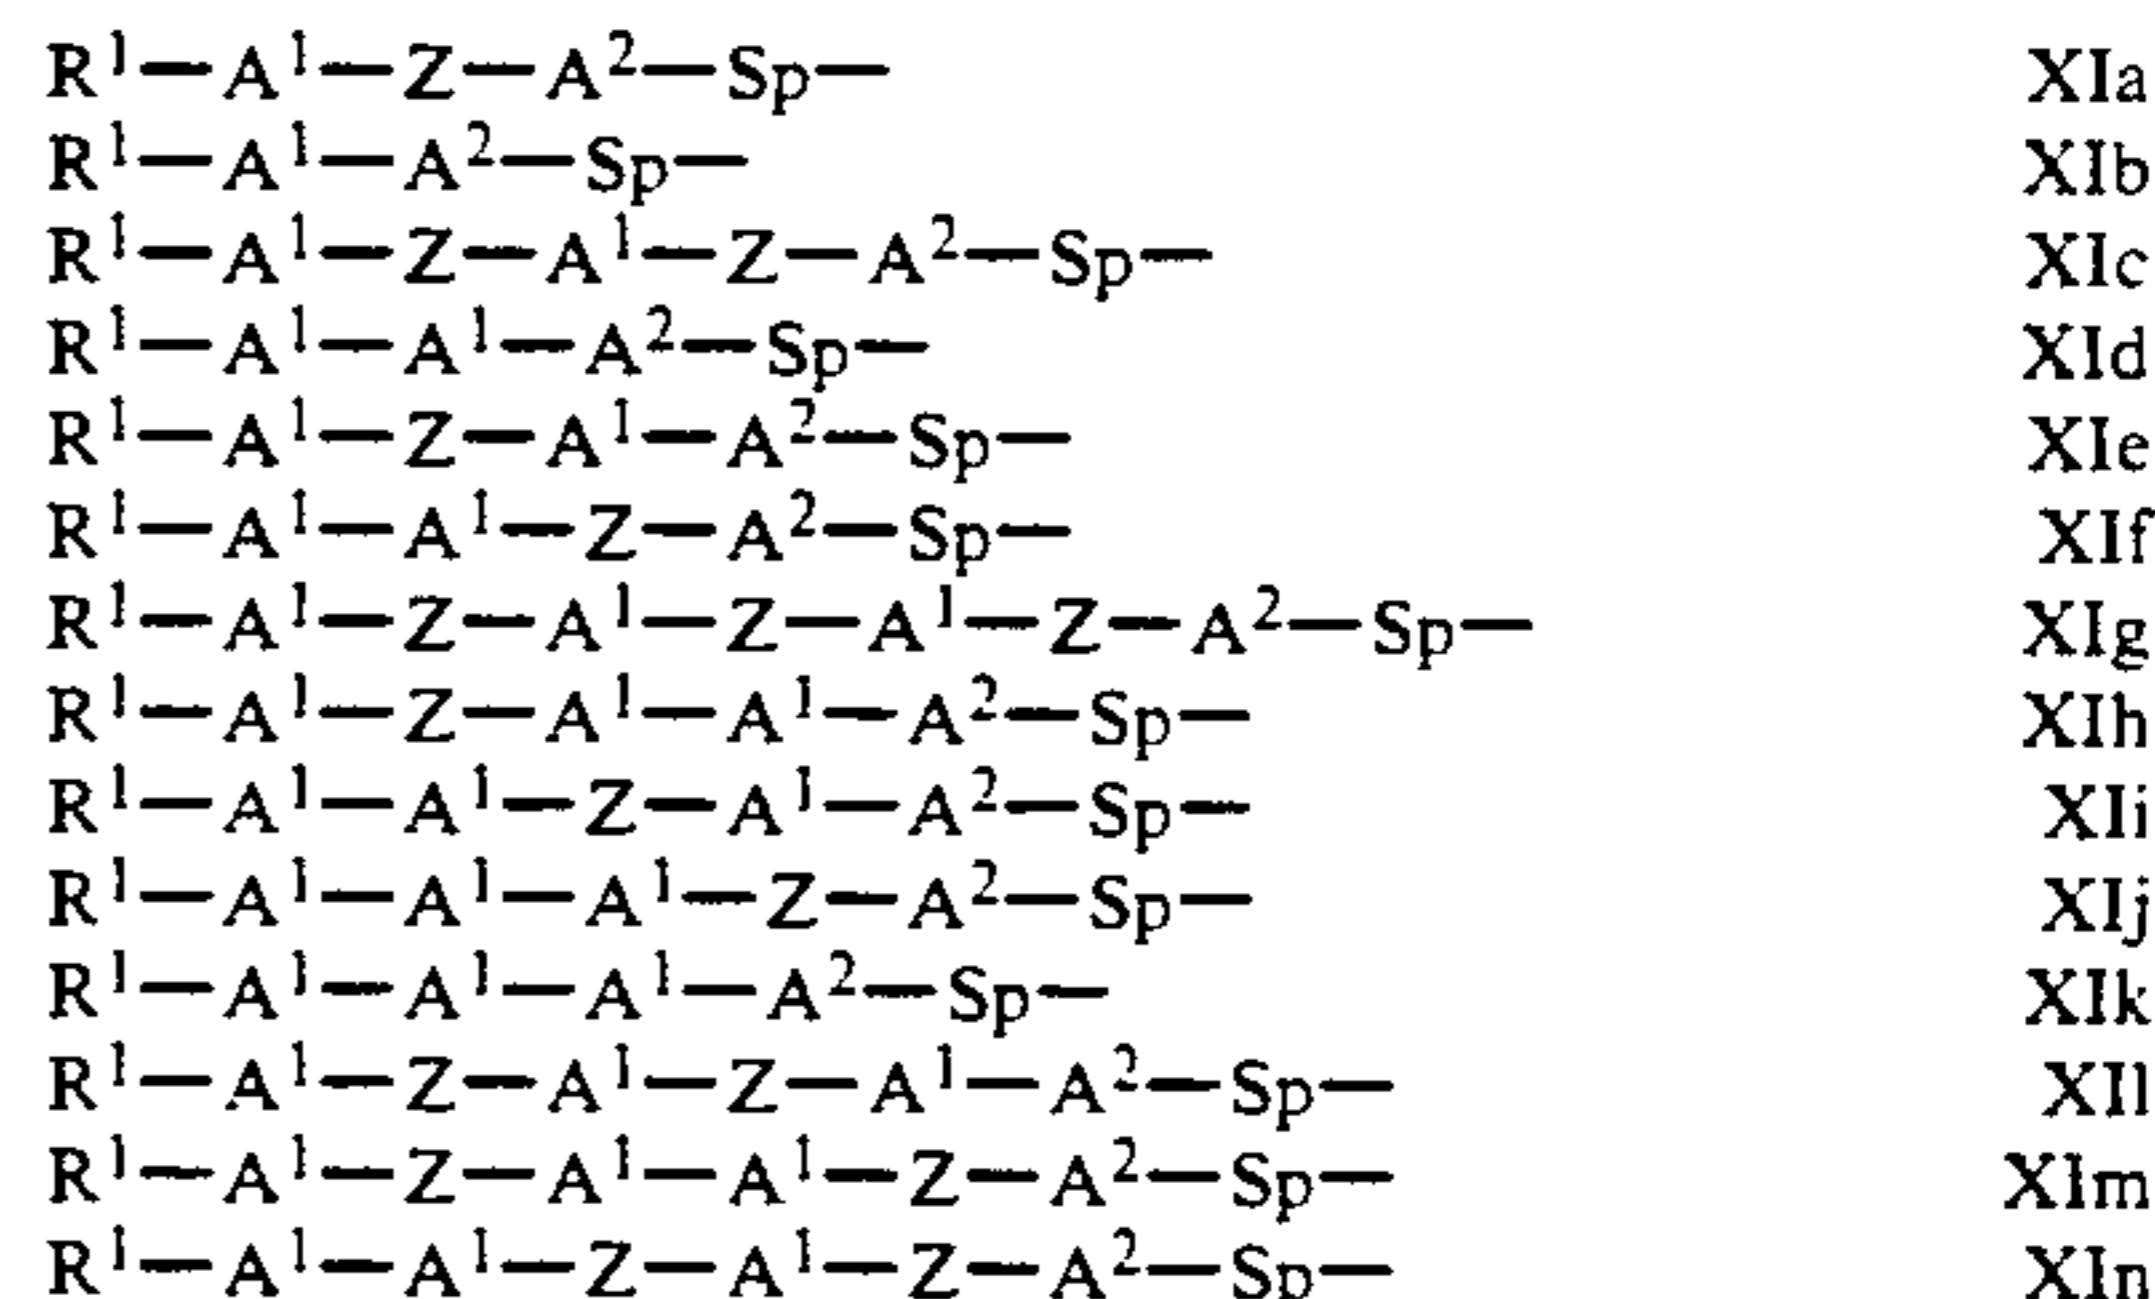 R¹—A¹—Z—A²—Sp— XIa
R¹—A¹—A²—Sp— XIb
R¹—A¹—Z—A¹—Z—A²—Sp— XIc
R¹—A¹—A¹—A²—Sp— XId
R¹—A¹—Z—A¹—A²—Sp— XIe
R¹—A¹—A¹—Z—A²—Sp— XIf
R¹—A¹—Z—A¹—Z—A¹—Z—A²—Sp— XIg
R¹—A¹—Z—A¹—A¹—A²—Sp— XIh
R¹—A¹—A¹—Z—A¹—A²—Sp— XIi
R¹—A¹—A¹—A¹—Z—A²—Sp— XIj
R¹—A¹—A¹—A¹—A²—Sp— XIk
R¹—A¹—Z—A¹—Z—A¹—A²—Sp— XIl
R¹—A¹—Z—A¹—A¹—Z—A²—Sp— XIm
R¹—A¹—A¹—Z—A¹—Z—A²—Sp— XIn